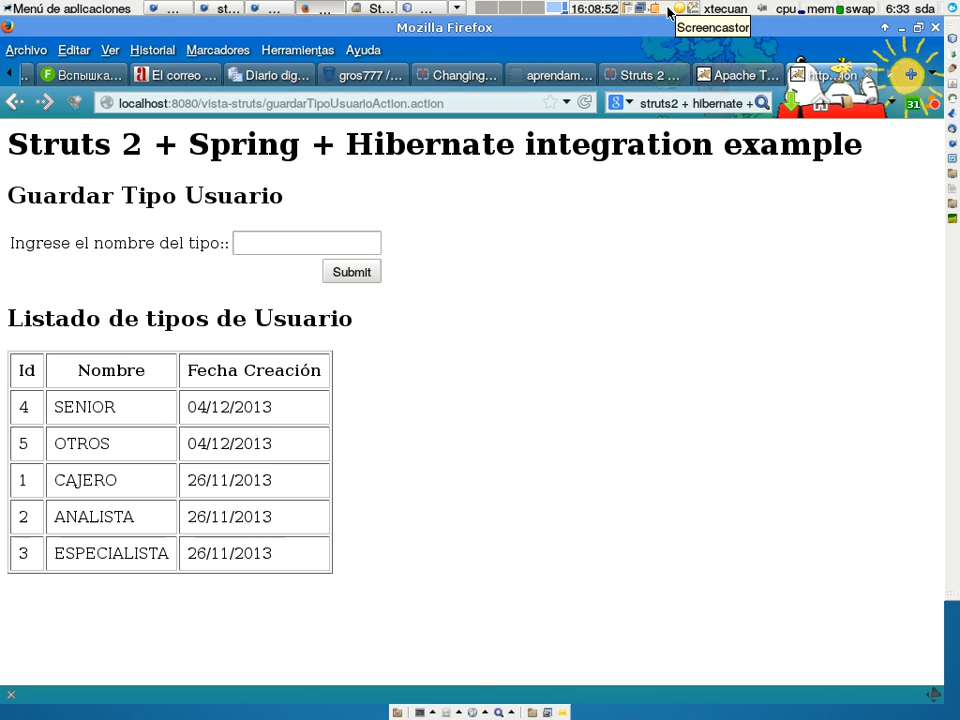 Menú de aplicaciones ... st... ... ... St... ... 16:08:52 xtecuan cpu mem swap 6:33 sda
Mozilla Firefox
Screencastor
Archivo Editar Ver Historial Marcadores Herramientas Ayuda
.. Вспышка... El correo ... Diario dig... gros777 /... Changing... aprendam... Struts 2 ... Apache T...
localhost:8080/vista-struts/guardarTipoUsuarioAction.action struts2 + hibernate + 31
Struts 2 + Spring + Hibernate integration example
Guardar Tipo Usuario
Ingrese el nombre del tipo::
Submit
Listado de tipos de Usuario
Id Nombre Fecha Creación
4 SENIOR 04/12/2013
5 OTROS 04/12/2013
1 CAJERO 26/11/2013
2 ANALISTA 26/11/2013
3 ESPECIALISTA 26/11/2013